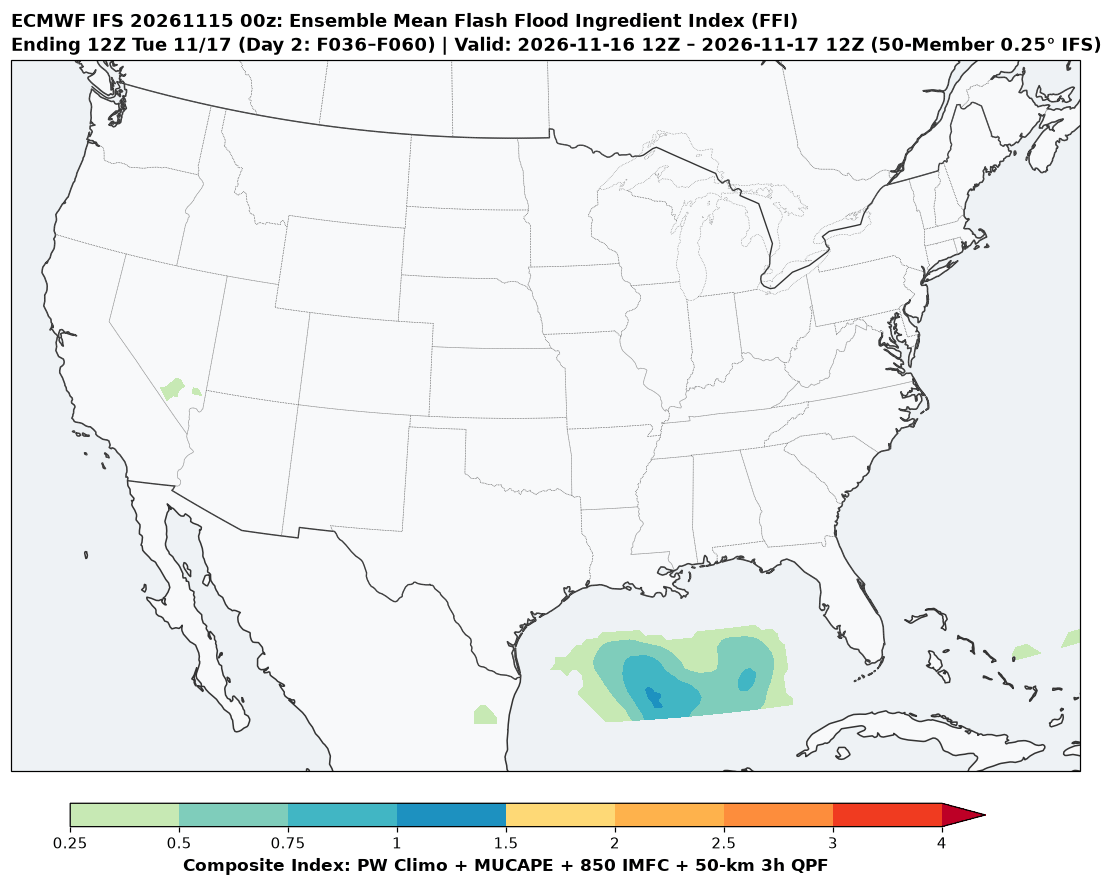 ECMWF IFS 20261115 00z: Ensemble Mean Flash Flood Ingredient Index (FFI)
Ending 12Z Tue 11/17 (Day 2: F036–F060) | Valid: 2026-11-16 12Z – 2026-11-17 12Z (50-Member 0.25° IFS)
0.25 0.5 0.75 1 1.5 2 2.5 3 4
Composite Index: PW Climo + MUCAPE + 850 IMFC + 50-km 3h QPF